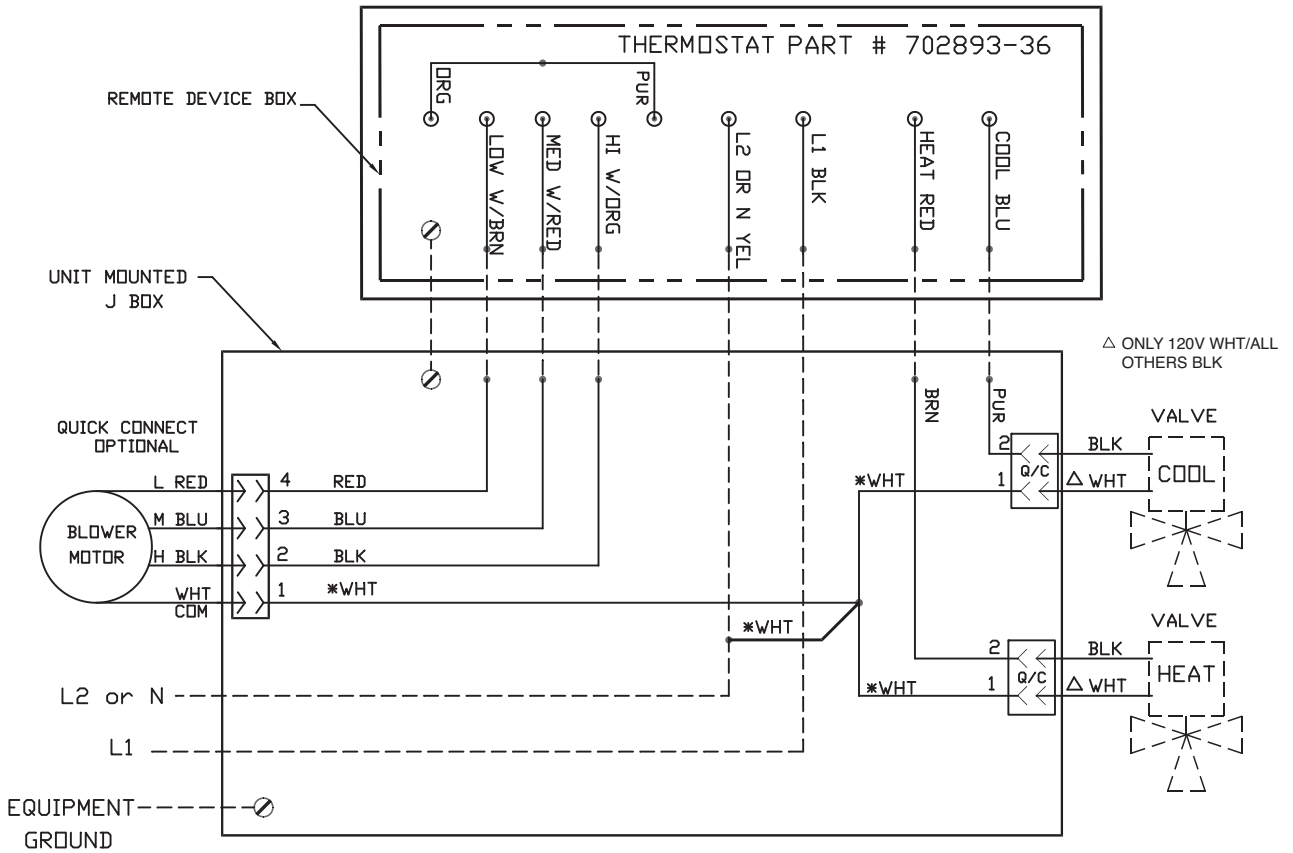 THERMOSTAT PART # 702893-36
ORG
PUR
REMOTE DEVICE BOX
LOW W/BRN
MED W/RED
HI W/ORG
L2 OR N YEL
L1 BLK
HEAT RED
COOL BLU
UNIT MOUNTED
J BOX
△ ONLY 120V WHT/ALL
OTHERS BLK
BRN
PUR
VALVE
QUICK CONNECT
OPTIONAL
2
BLK
Q/C
COOL
L RED
4
RED
*WHT
1
△ WHT
M BLU
3
BLU
BLOWER
MOTOR
H BLK
2
BLK
WHT
COM
1
*WHT
*WHT
VALVE
2
BLK
Q/C
HEAT
L2 or N
*WHT
1
△ WHT
L1
EQUIPMENT
GROUND